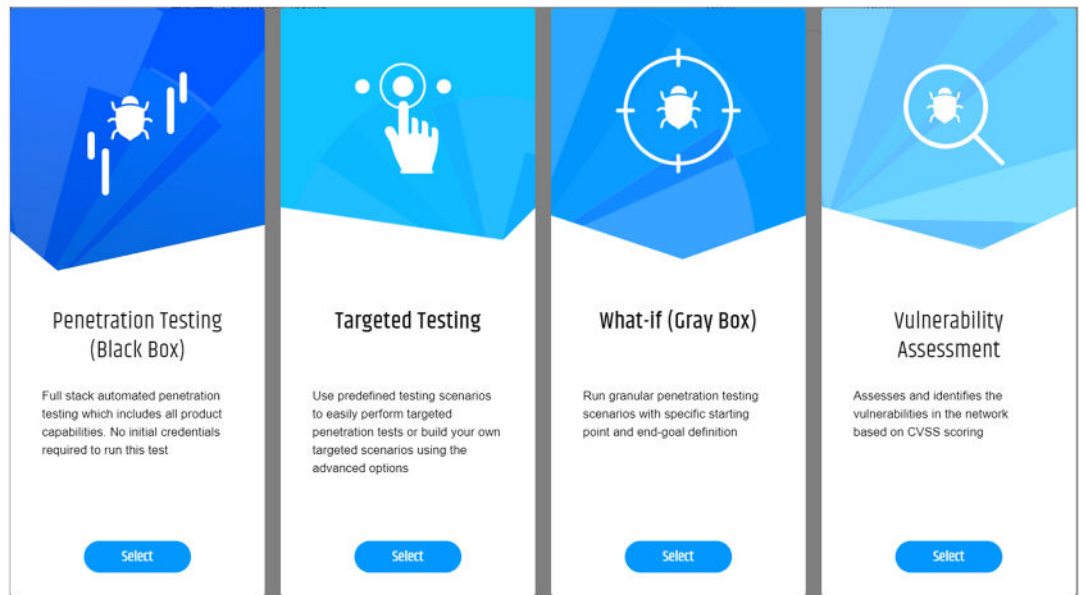 Penetration Testing
(Black Box)
Full stack automated penetration
testing which includes all product
capabilities. No initial credentials
required to run this test
Select
Targeted Testing
Use predefined testing scenarios
to easily perform targeted
penetration tests or build your own
targeted scenarios using the
advanced options
Select
What-if (Gray Box)
Run granular penetration testing
scenarios with specific starting
point and end-goal definition
Select
Vulnerability
Assessment
Assesses and identifies the
vulnerabilities in the network
based on CVSS scoring
Select